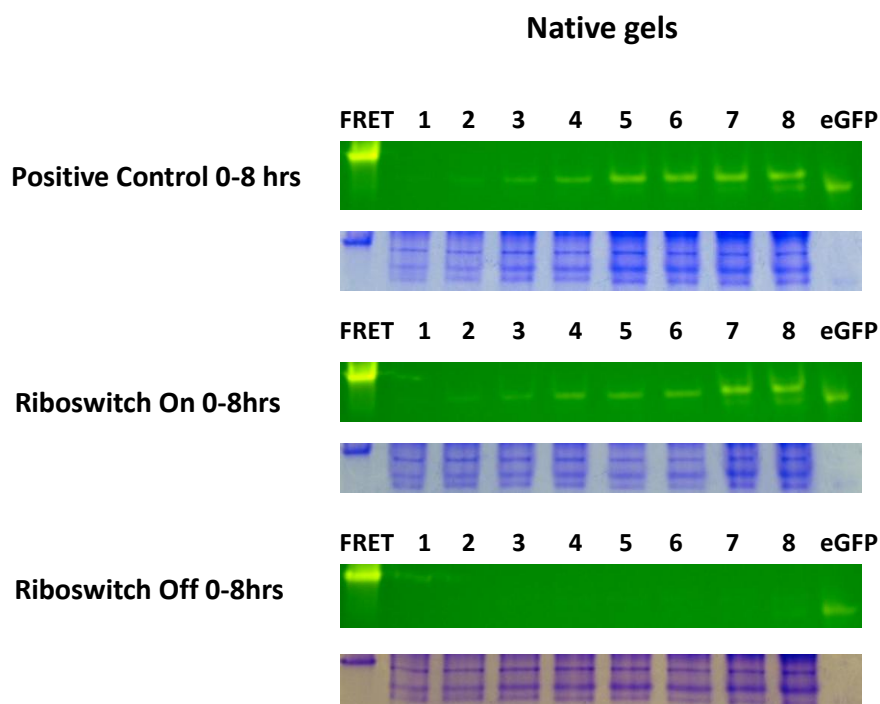 Native gels
FRET 1 2 3 4 5 6 7 8 eGFP
Positive Control 0-8 hrs
FRET 1 2 3 4 5 6 7 8 eGFP
Riboswitch On 0-8hrs
FRET 1 2 3 4 5 6 7 8 eGFP
Riboswitch Off 0-8hrs